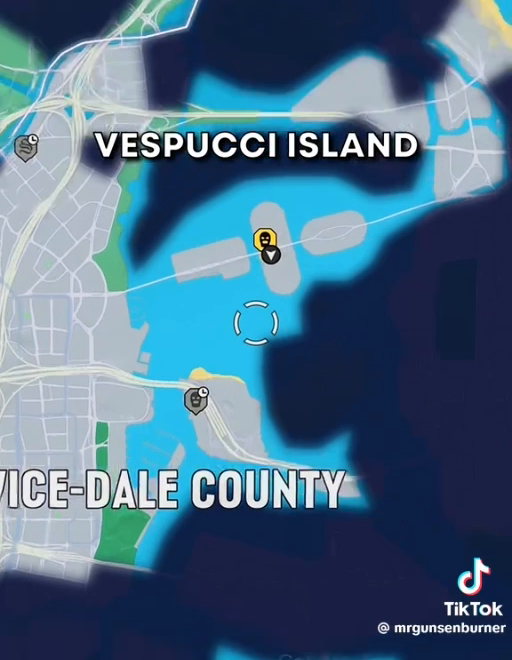 VESPUCCI ISLAND
VICE-DALE COUNTY
TikTok
@ mrgunsenburner